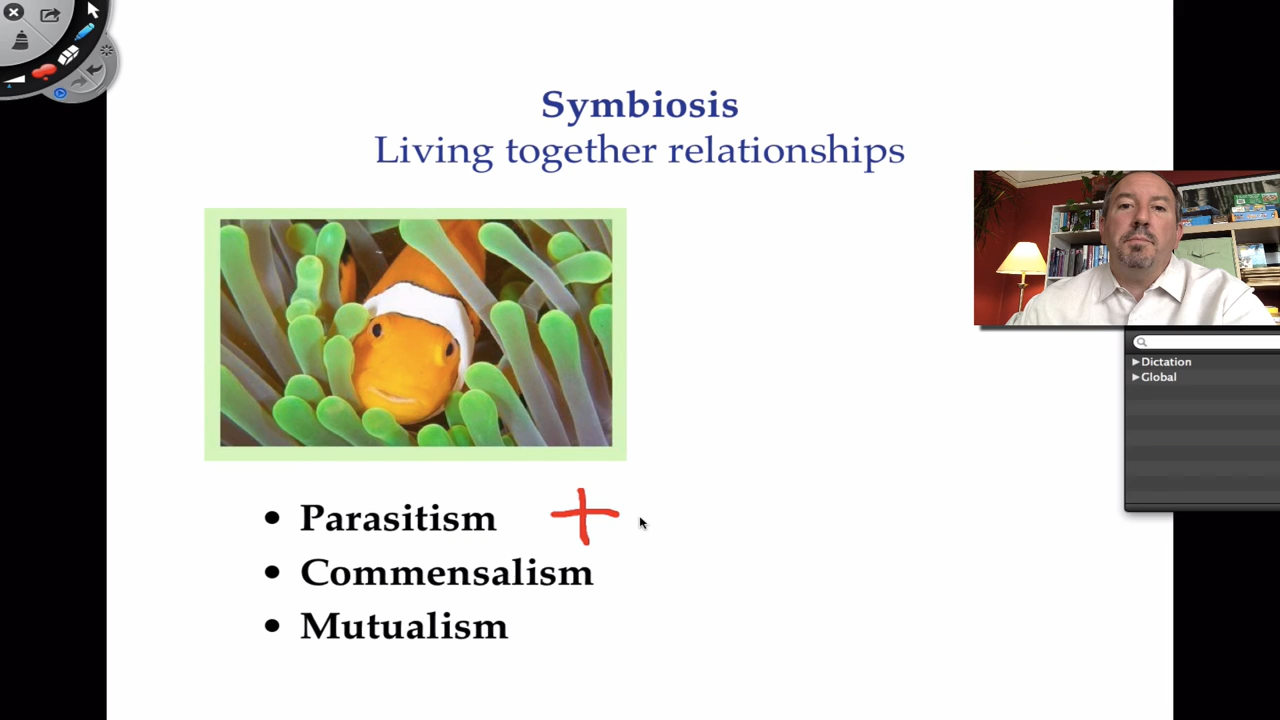 Symbiosis
Living together relationships
• Parasitism +
• Commensalism
• Mutualism
Dictation
Global